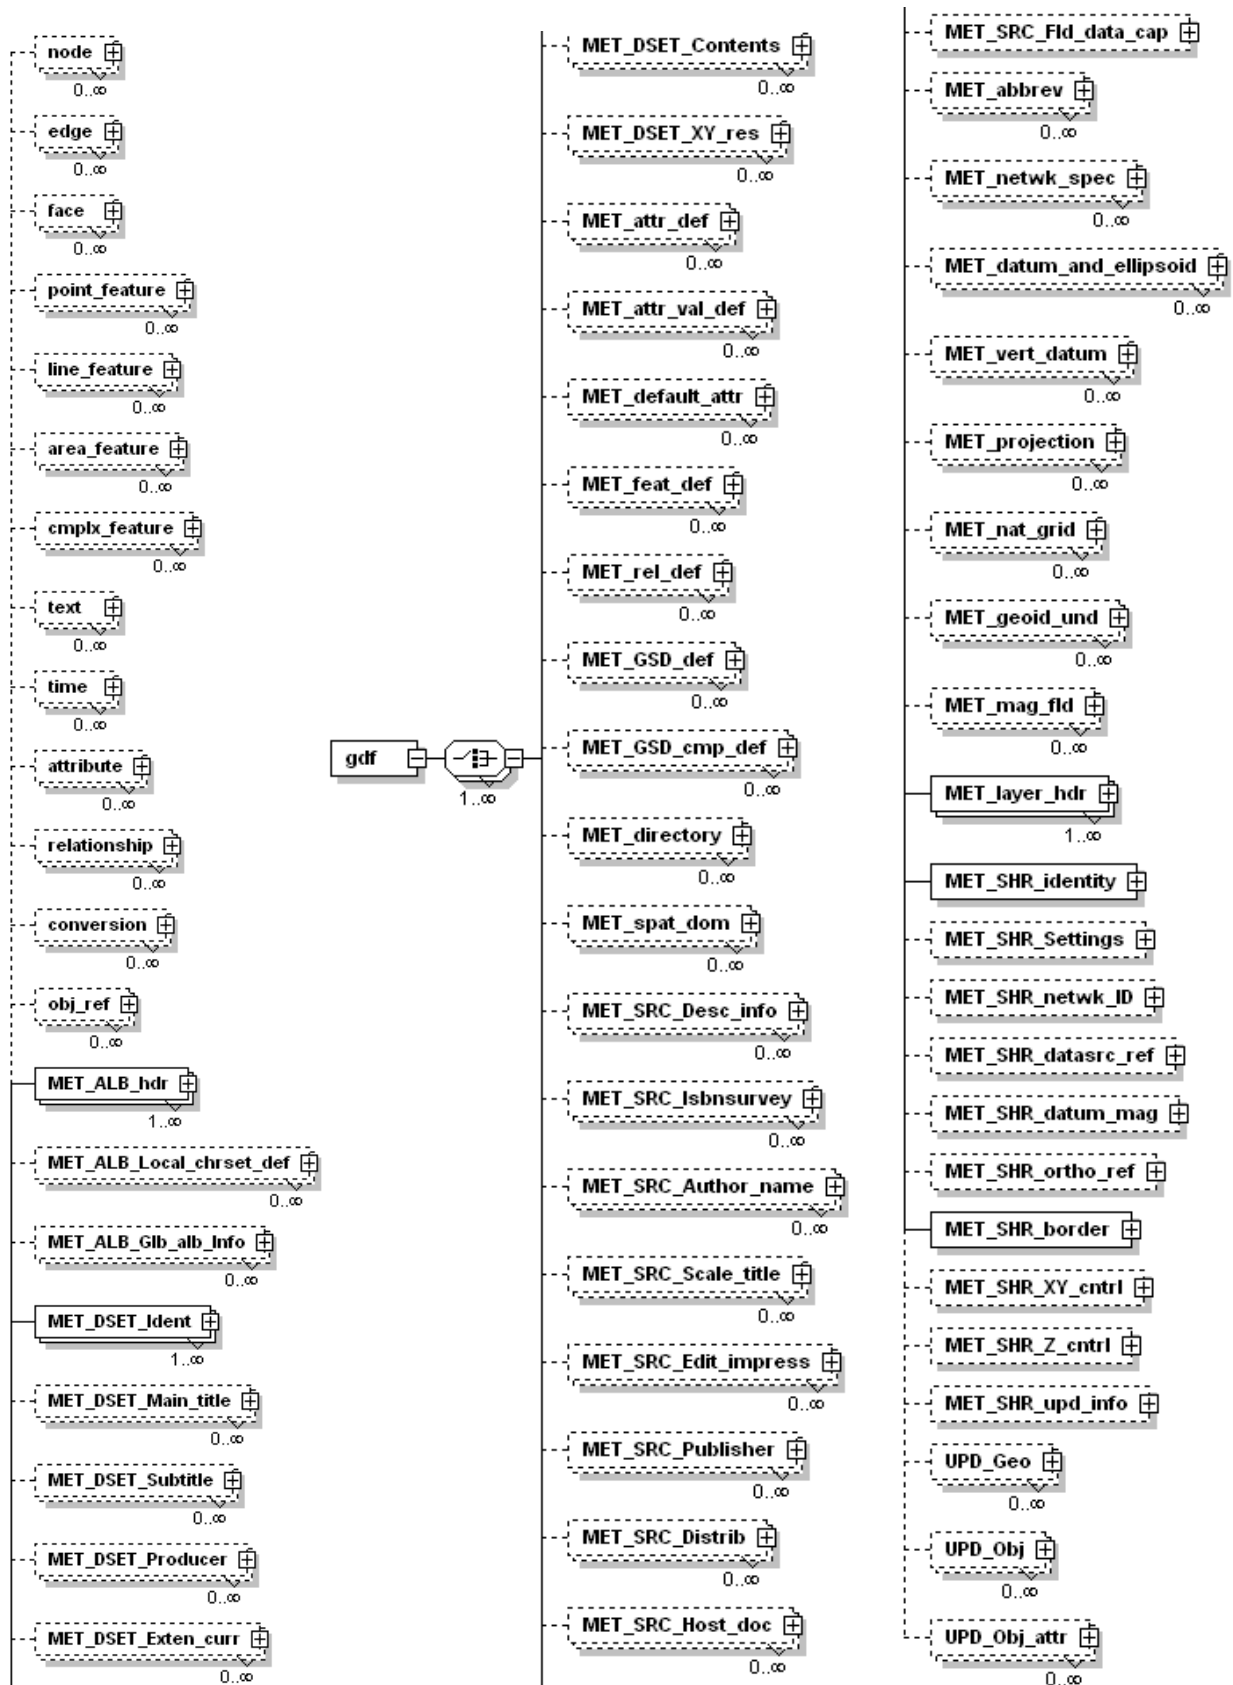 node
0..∞
edge
0..∞
face
0..∞
point_feature
0..∞
line_feature
0..∞
area_feature
0..∞
cmplx_feature
0..∞
text
0..∞
time
0..∞
attribute
0..∞
relationship
0..∞
conversion
0..∞
obj_ref
0..∞
MET_ALB_hdr
1..∞
MET_ALB_Local_chrset_def
0..∞
MET_ALB_Glb_alb_Info
0..∞
MET_DSET_Ident
1..∞
MET_DSET_Main_title
0..∞
MET_DSET_Subtitle
0..∞
MET_DSET_Producer
0..∞
MET_DSET_Exten_curr
0..∞
gdf
1..∞
MET_DSET_Contents
0..∞
MET_DSET_XY_res
0..∞
MET_attr_def
0..∞
MET_attr_val_def
0..∞
MET_default_attr
0..∞
MET_feat_def
0..∞
MET_rel_def
0..∞
MET_GSD_def
0..∞
MET_GSD_cmp_def
0..∞
MET_directory
0..∞
MET_spat_dom
0..∞
MET_SRC_Desc_info
0..∞
MET_SRC_Isbnsurvey
0..∞
MET_SRC_Author_name
0..∞
MET_SRC_Scale_title
0..∞
MET_SRC_Edit_impress
0..∞
MET_SRC_Publisher
0..∞
MET_SRC_Distrib
0..∞
MET_SRC_Host_doc
0..∞
MET_SRC_Fld_data_cap
MET_abbrev
0..∞
MET_netwk_spec
0..∞
MET_datum_and_ellipsoid
0..∞
MET_vert_datum
0..∞
MET_projection
0..∞
MET_nat_grid
0..∞
MET_geoid_und
0..∞
MET_mag_fld
0..∞
MET_layer_hdr
1..∞
MET_SHR_identity
MET_SHR_Settings
MET_SHR_netwk_ID
MET_SHR_datasrc_ref
MET_SHR_datum_mag
MET_SHR_ortho_ref
MET_SHR_border
MET_SHR_XY_cntrl
MET_SHR_Z_cntrl
MET_SHR_upd_info
UPD_Geo
0..∞
UPD_Obj
0..∞
UPD_Obj_attr
0..∞